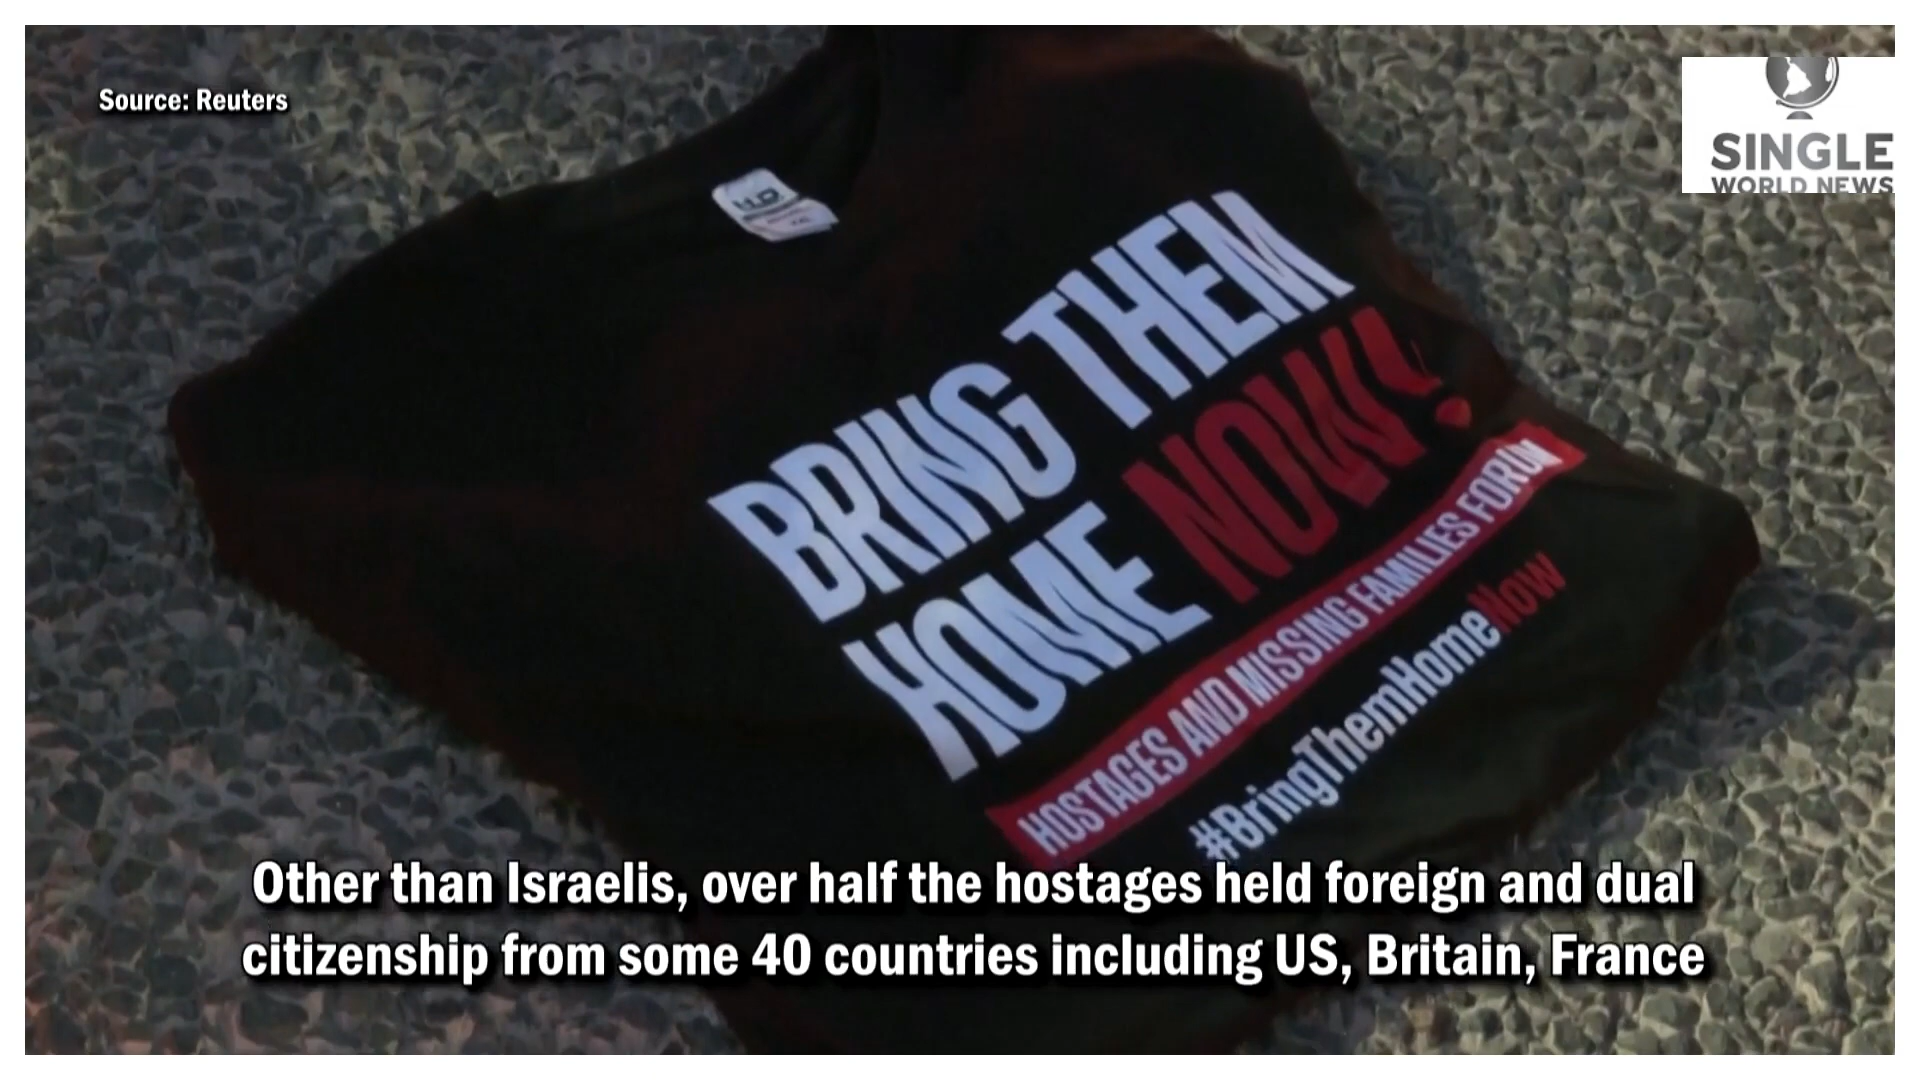 Source: Reuters
SINGLE
WORLD NEWS
BRING THEM
HOME NOW!
HOSTAGES AND MISSING FAMILIES FORUM
#BringThemHomeNow
Other than Israelis, over half the hostages held foreign and dual
citizenship from some 40 countries including US, Britain, France